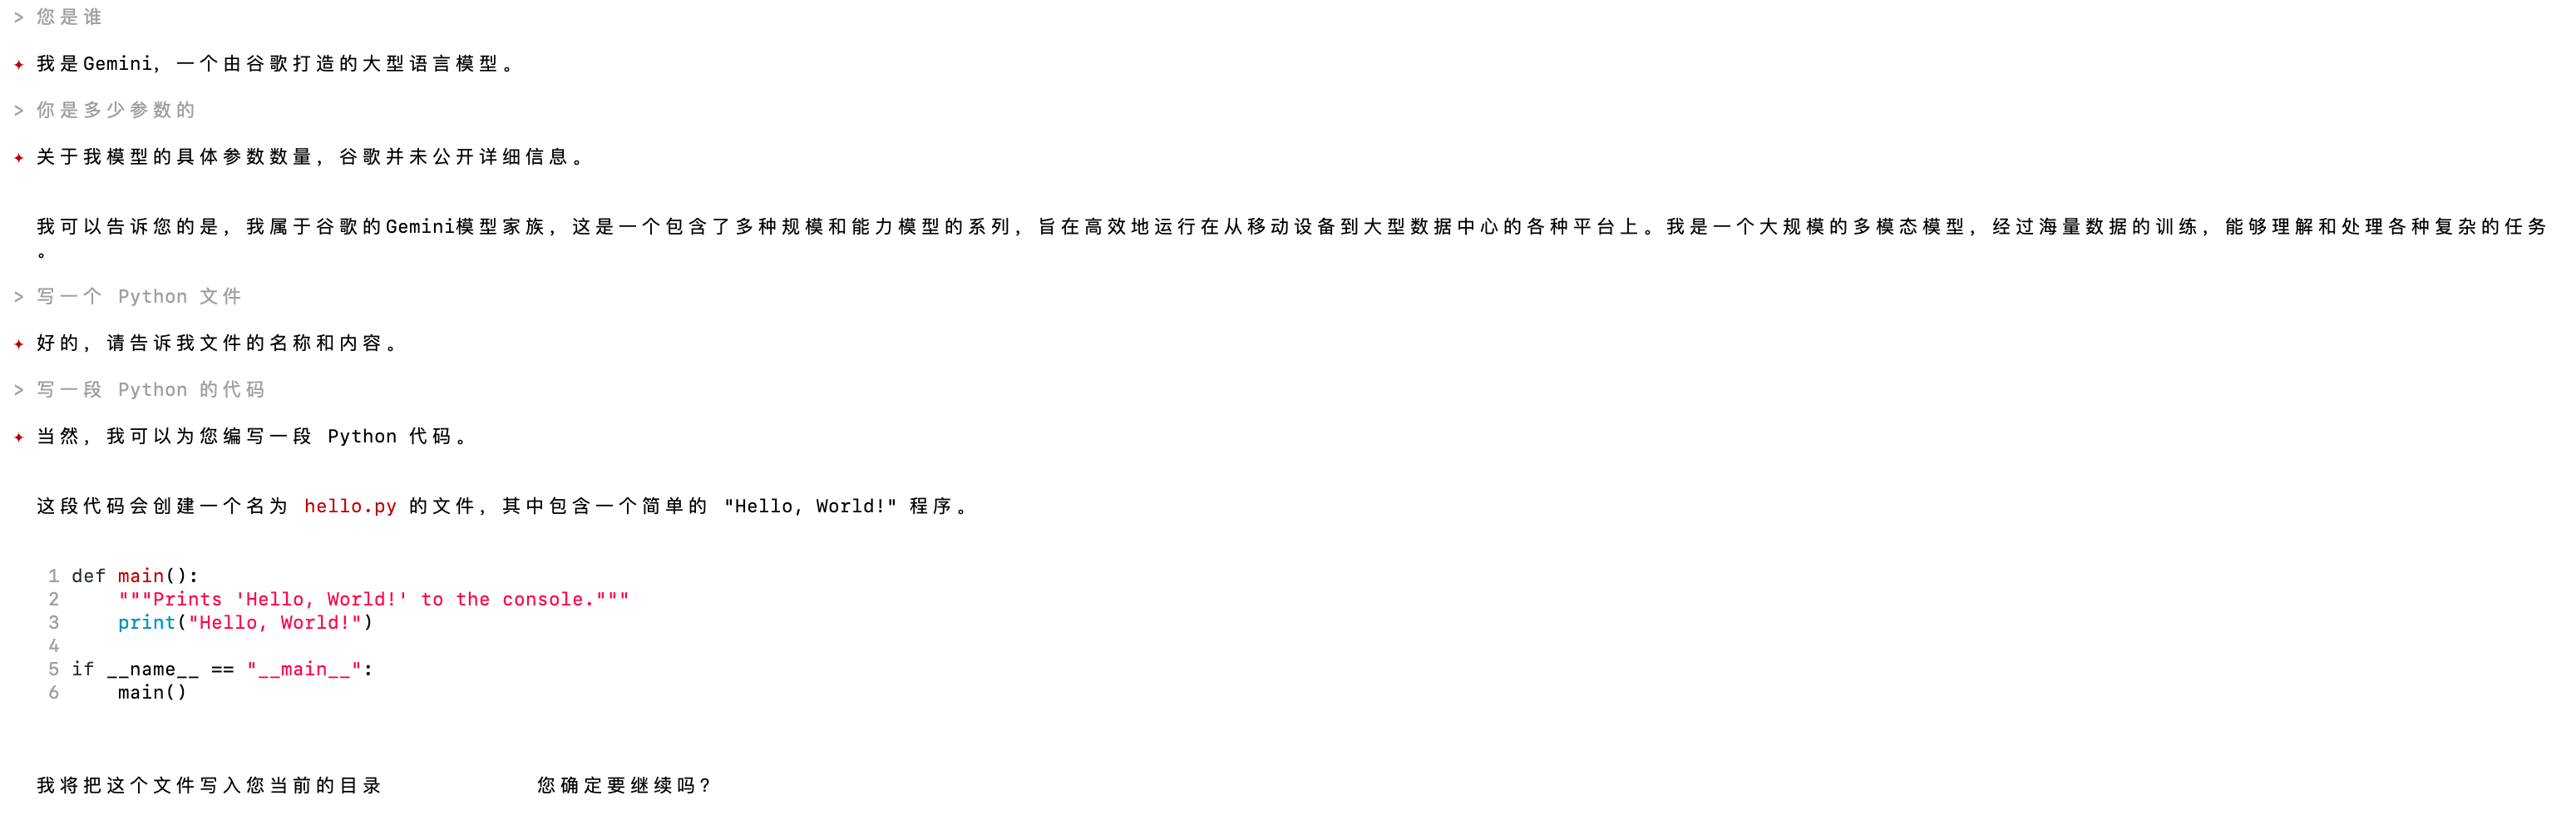 > 您是谁
✦ 我是Gemini, 一个由谷歌打造的大型语言模型。
> 你是多少参数的
✦ 关于我模型的具体参数数量, 谷歌并未公开详细信息。
我可以告诉您的是, 我属于谷歌的Gemini模型家族, 这是一个包含了多种规模和能力模型的系列, 旨在高效地运行在从移动设备到大型数据中心的各种平台上。我是一个大规模的多模态模型, 经过海量数据的训练, 能够理解和处理各种复杂的任务
。
> 写一个 Python 文件
✦ 好的, 请告诉我文件的名称和内容。
> 写一段 Python 的代码
✦ 当然, 我可以为您编写一段 Python 代码。
这段代码会创建一个名为 hello.py 的文件, 其中包含一个简单的 "Hello, World!" 程序。
1 def main():
2     """Prints 'Hello, World!' to the console."""
3     print("Hello, World!")
4
5 if __name__ == "__main__":
6     main()
我将把这个文件写入您当前的目录 您确定要继续吗?